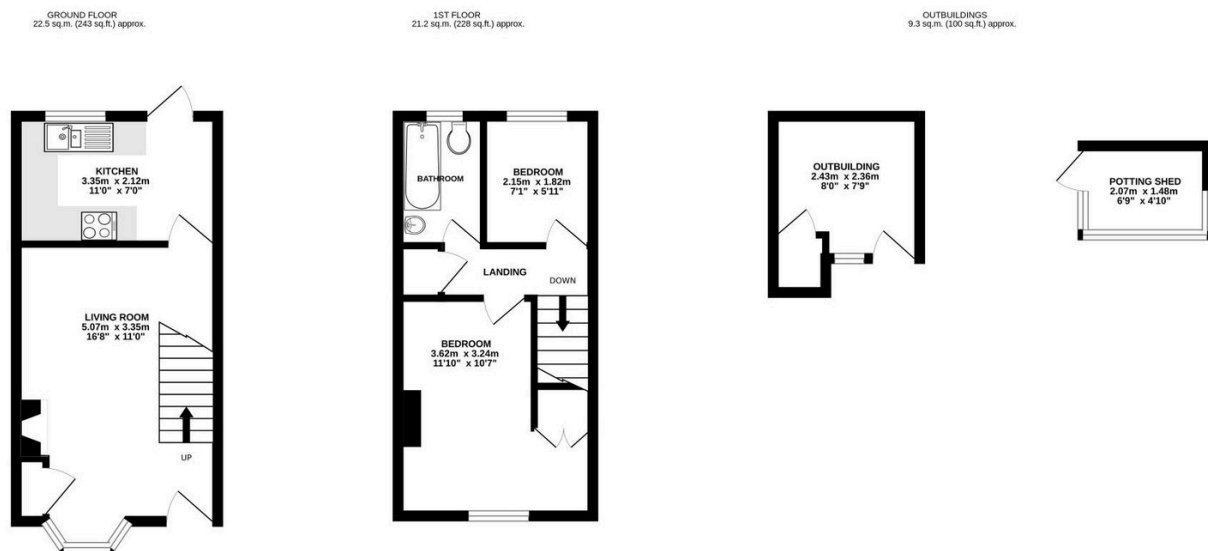 GROUND FLOOR
22.5 sq.m. (243 sq.ft.) approx.
KITCHEN
3.35m x 2.12m
11'0" x 7'0"
LIVING ROOM
5.07m x 3.35m
16'8" x 11'0"
UP
1ST FLOOR
21.2 sq.m. (228 sq.ft.) approx.
BATHROOM
BEDROOM
2.15m x 1.82m
7'1" x 5'11"
LANDING
DOWN
BEDROOM
3.62m x 3.24m
11'10" x 10'7"
OUTBUILDINGS
9.3 sq.m. (100 sq.ft.) approx.
OUTBUILDING
2.43m x 2.36m
8'0" x 7'9"
POTTING SHED
2.07m x 1.48m
6'9" x 4'10"